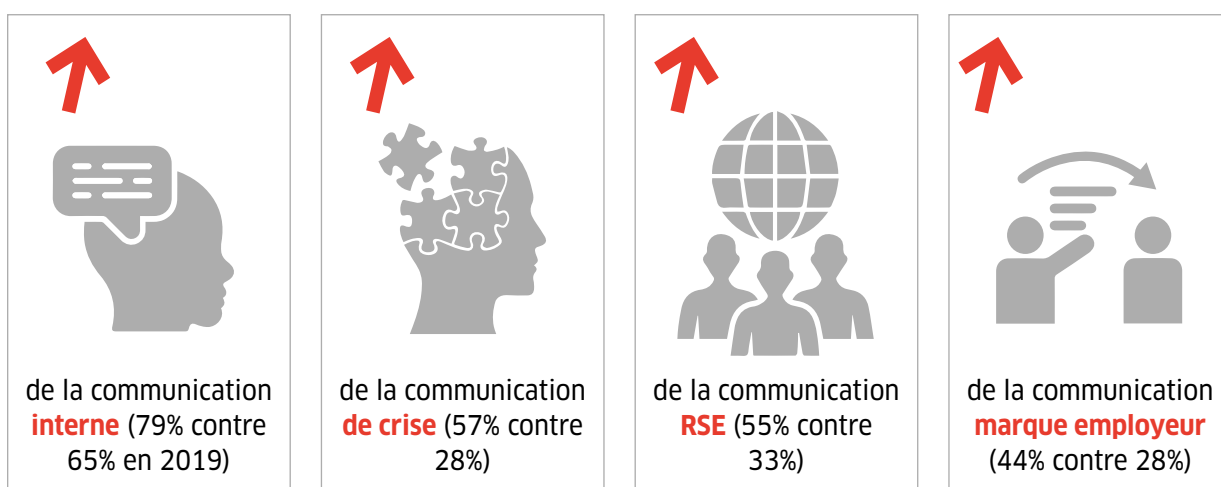 de la communication
interne (79% contre
65% en 2019)
de la communication
de crise (57% contre
28%)
de la communication
RSE (55% contre
33%)
de la communication
marque employeur
(44% contre 28%)